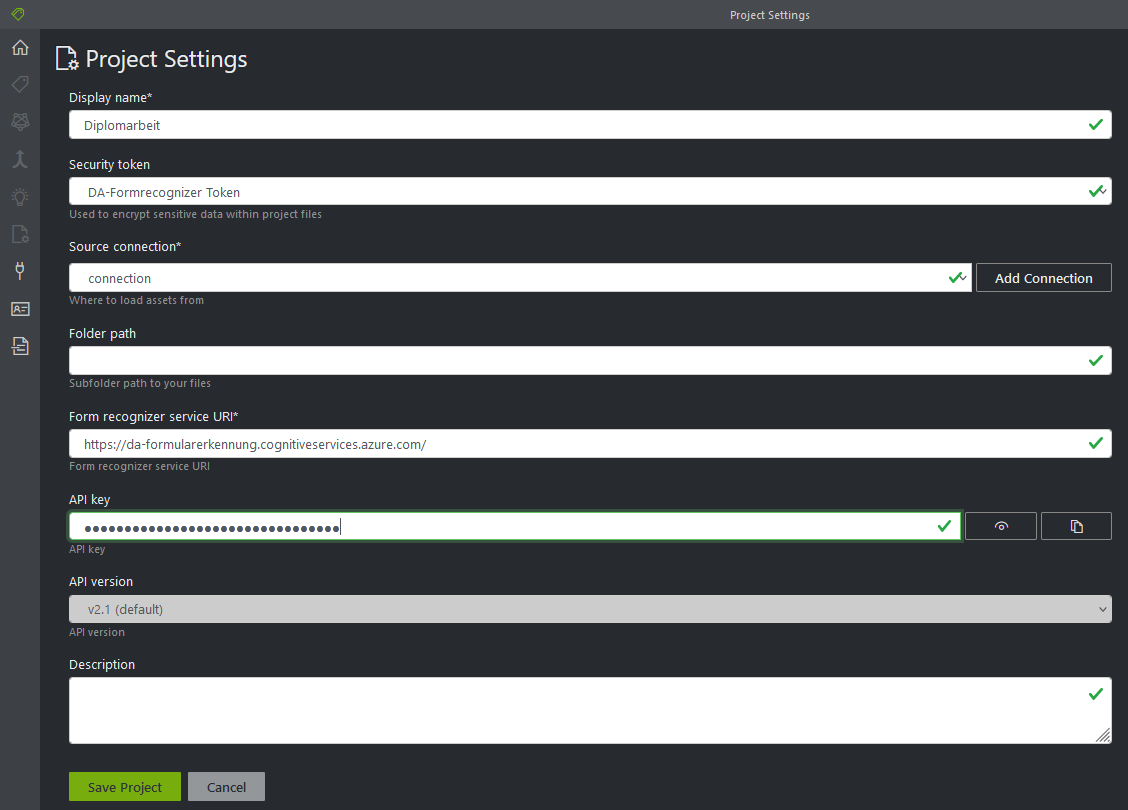 Project Settings
Project Settings
Display name*
Diplomarbeit
Security token
DA-Formrecognizer Token
Used to encrypt sensitive data within project files
Source connection*
connection
Add Connection
Where to load assets from
Folder path
Subfolder path to your files
Form recognizer service URI*
https://da-formularerkennung.cognitiveservices.azure.com/
Form recognizer service URI
API key
••••••••••••••••••••••••••••••••
API key
API version
v2.1 (default)
API version
Description
Save Project
Cancel